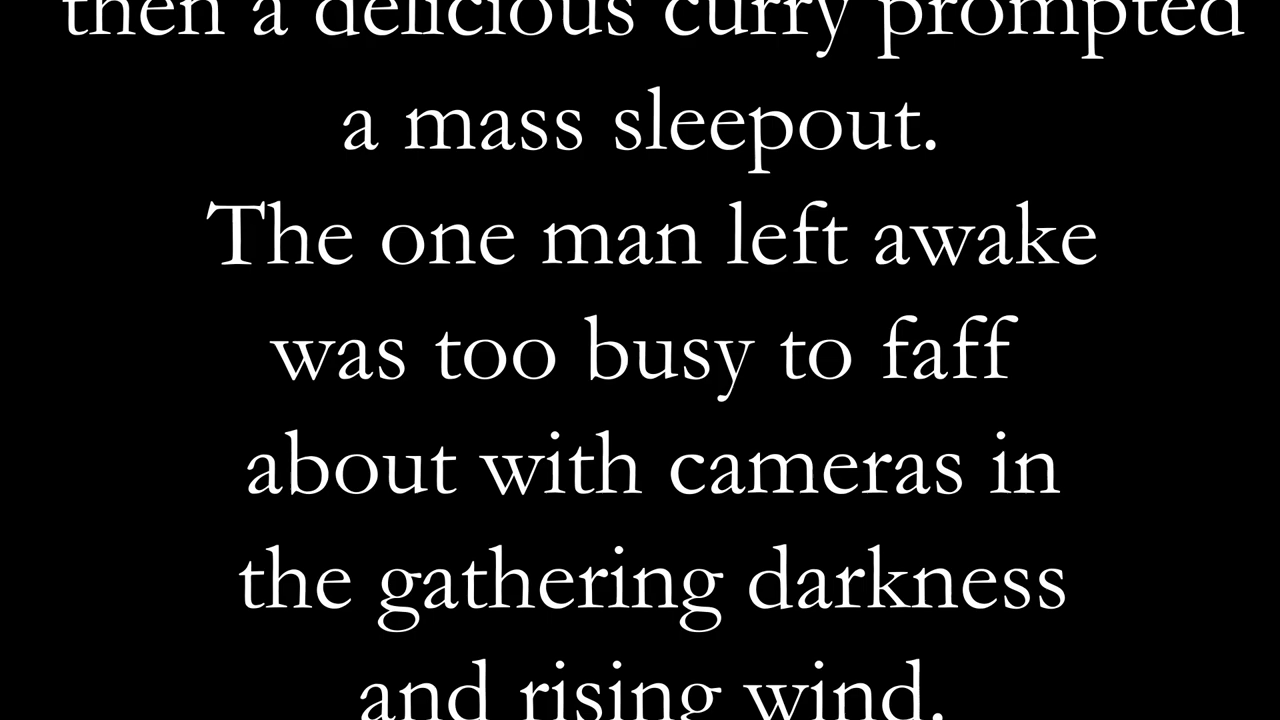 then a delicious curry prompted
a mass sleepout.
The one man left awake
was too busy to faff
about with cameras in
the gathering darkness
and rising wind.